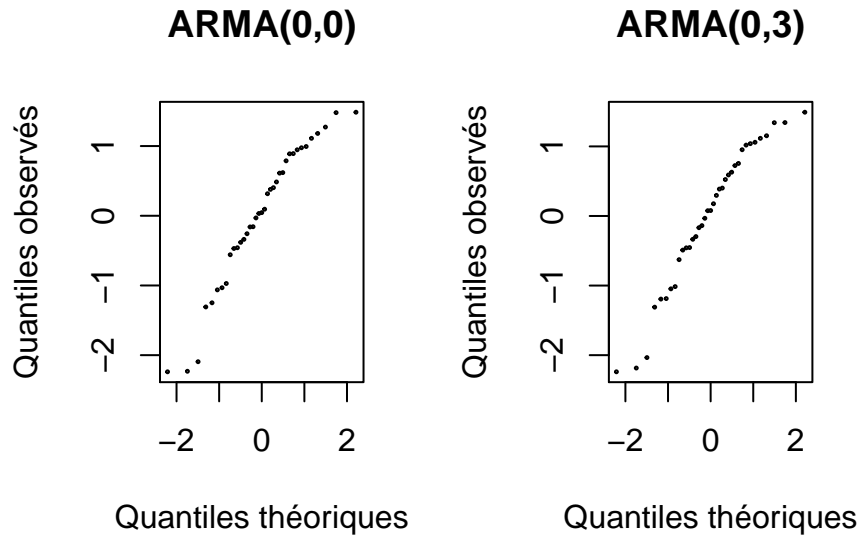 ARMA(0,0)
Quantiles observés
1
0
−1
−2
−2
0
2
Quantiles théoriques
ARMA(0,3)
Quantiles observés
1
0
−1
−2
−2
0
2
Quantiles théoriques